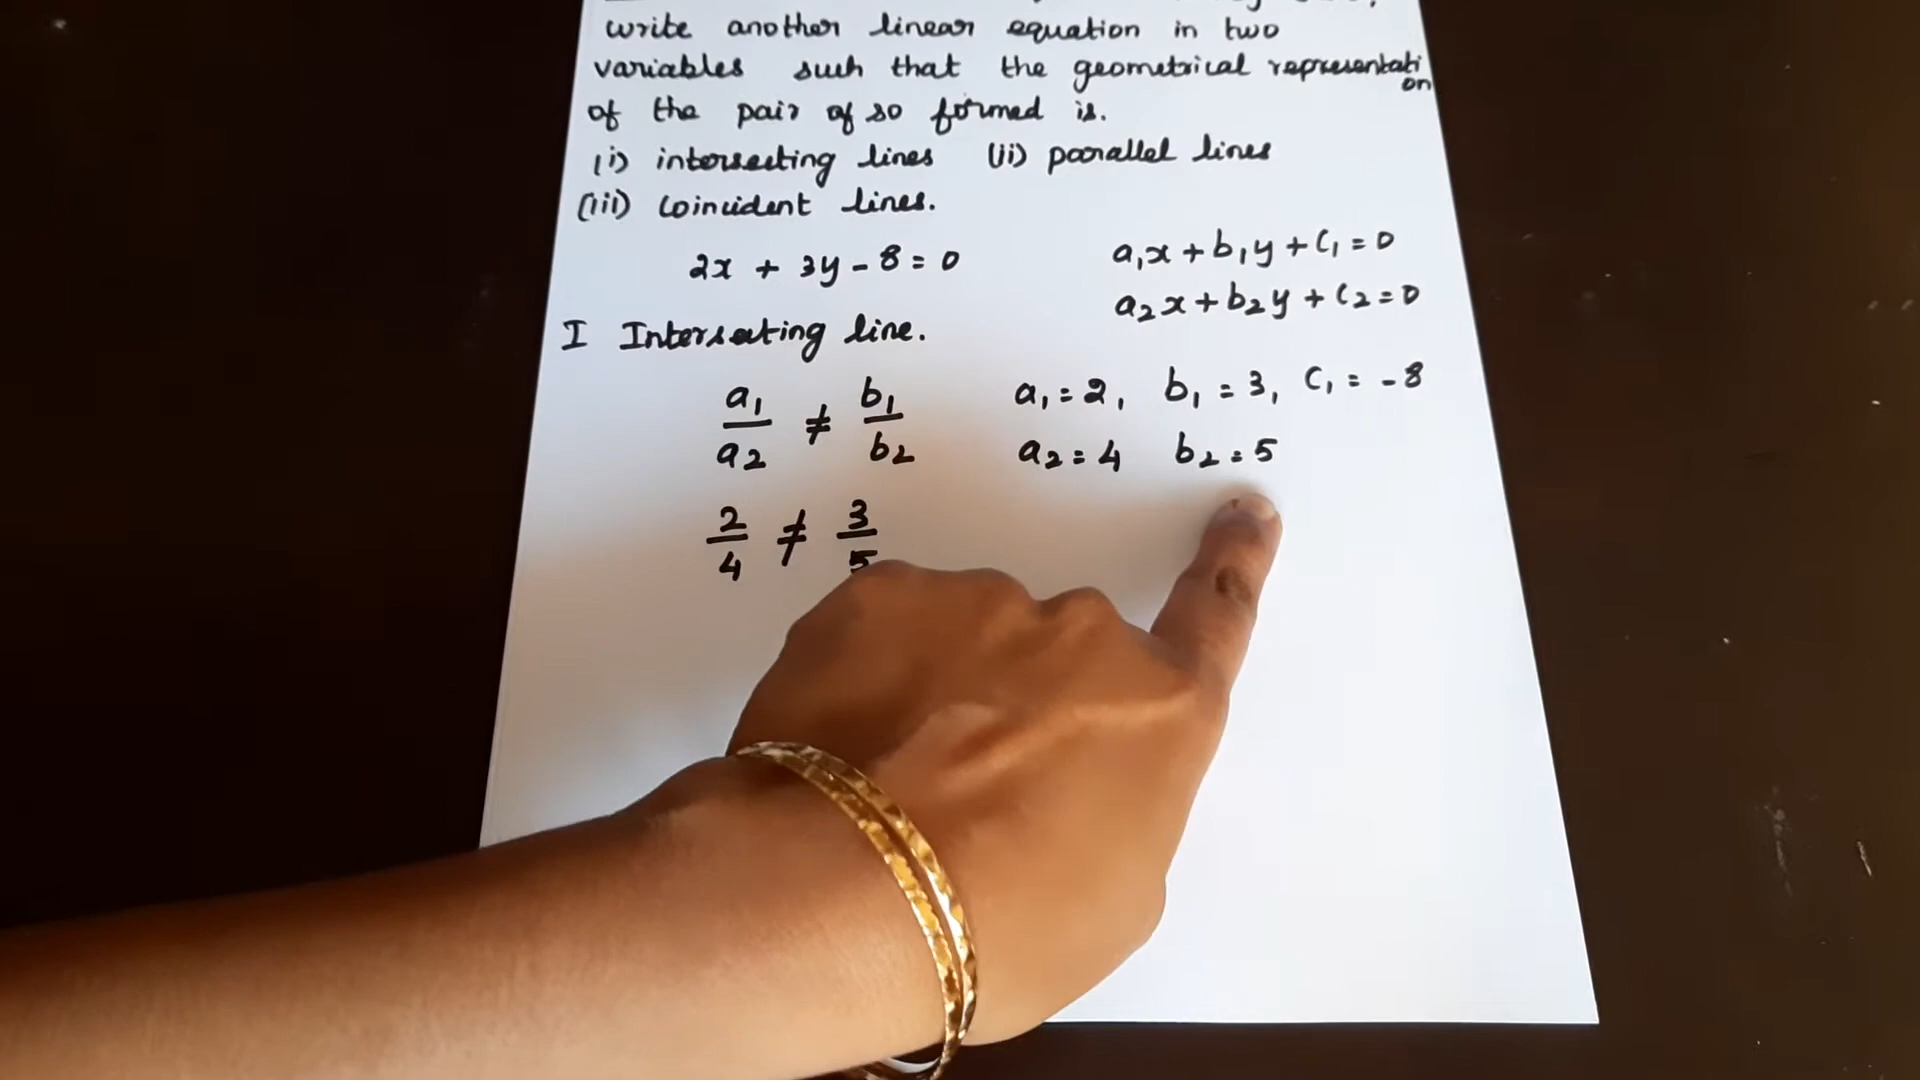 write another linear equation in two
variables such that the geometrical representation
of the pair of so formed is.
(i) intersecting lines (ii) parallel lines
(iii) coincident lines.
2x + 3y - 8 = 0
a₁x + b₁y + c₁ = 0
a₂x + b₂y + c₂ = 0
I Intersecting line.
a₁/a₂ ≠ b₁/b₂
a₁ = 2, b₁ = 3, c₁ = -8
a₂ = 4 b₂ = 5
2/4 ≠ 3/5